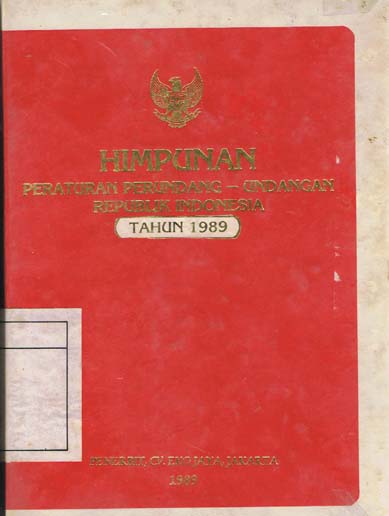 HIMPUNAN
PERATURAN PERUNDANG - UNDANGAN
REPUBLIK INDONESIA
TAHUN 1989
PENERBIT, CV. EKO JAYA, JAKARTA
1989